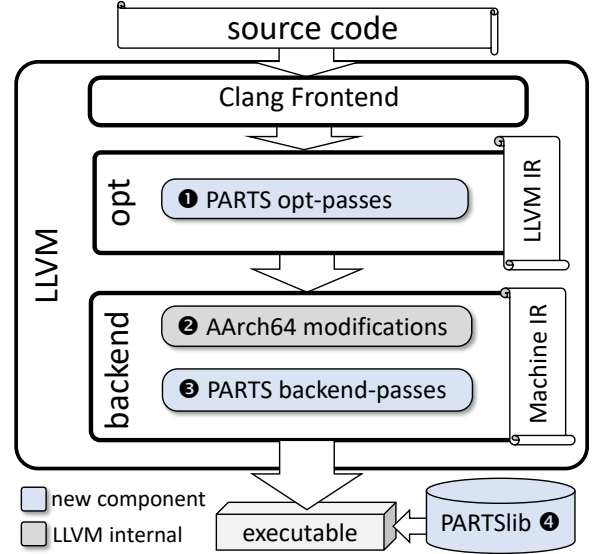 source code
Clang Frontend
LLVM
opt
❶ PARTS opt-passes
LLVM IR
backend
❷ AArch64 modifications
❸ PARTS backend-passes
Machine IR
new component
LLVM internal
executable
PARTSlib ❹